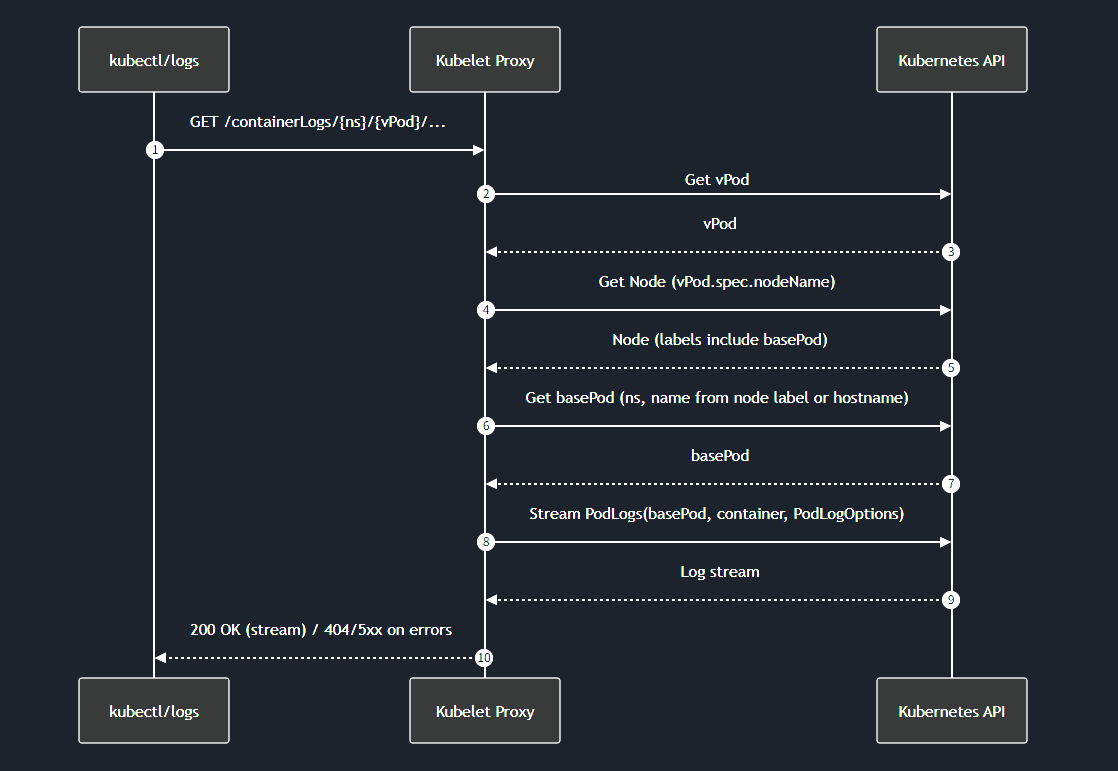 kubectl/logs
Kubelet Proxy
Kubernetes API
GET /containerLogs/{ns}/{vPod}/...
1
Get vPod
2
vPod
3
Get Node (vPod.spec.nodeName)
4
Node (labels include basePod)
5
Get basePod (ns, name from node label or hostname)
6
basePod
7
Stream PodLogs(basePod, container, PodLogOptions)
8
Log stream
9
200 OK (stream) / 404/5xx on errors
10
kubectl/logs
Kubelet Proxy
Kubernetes API